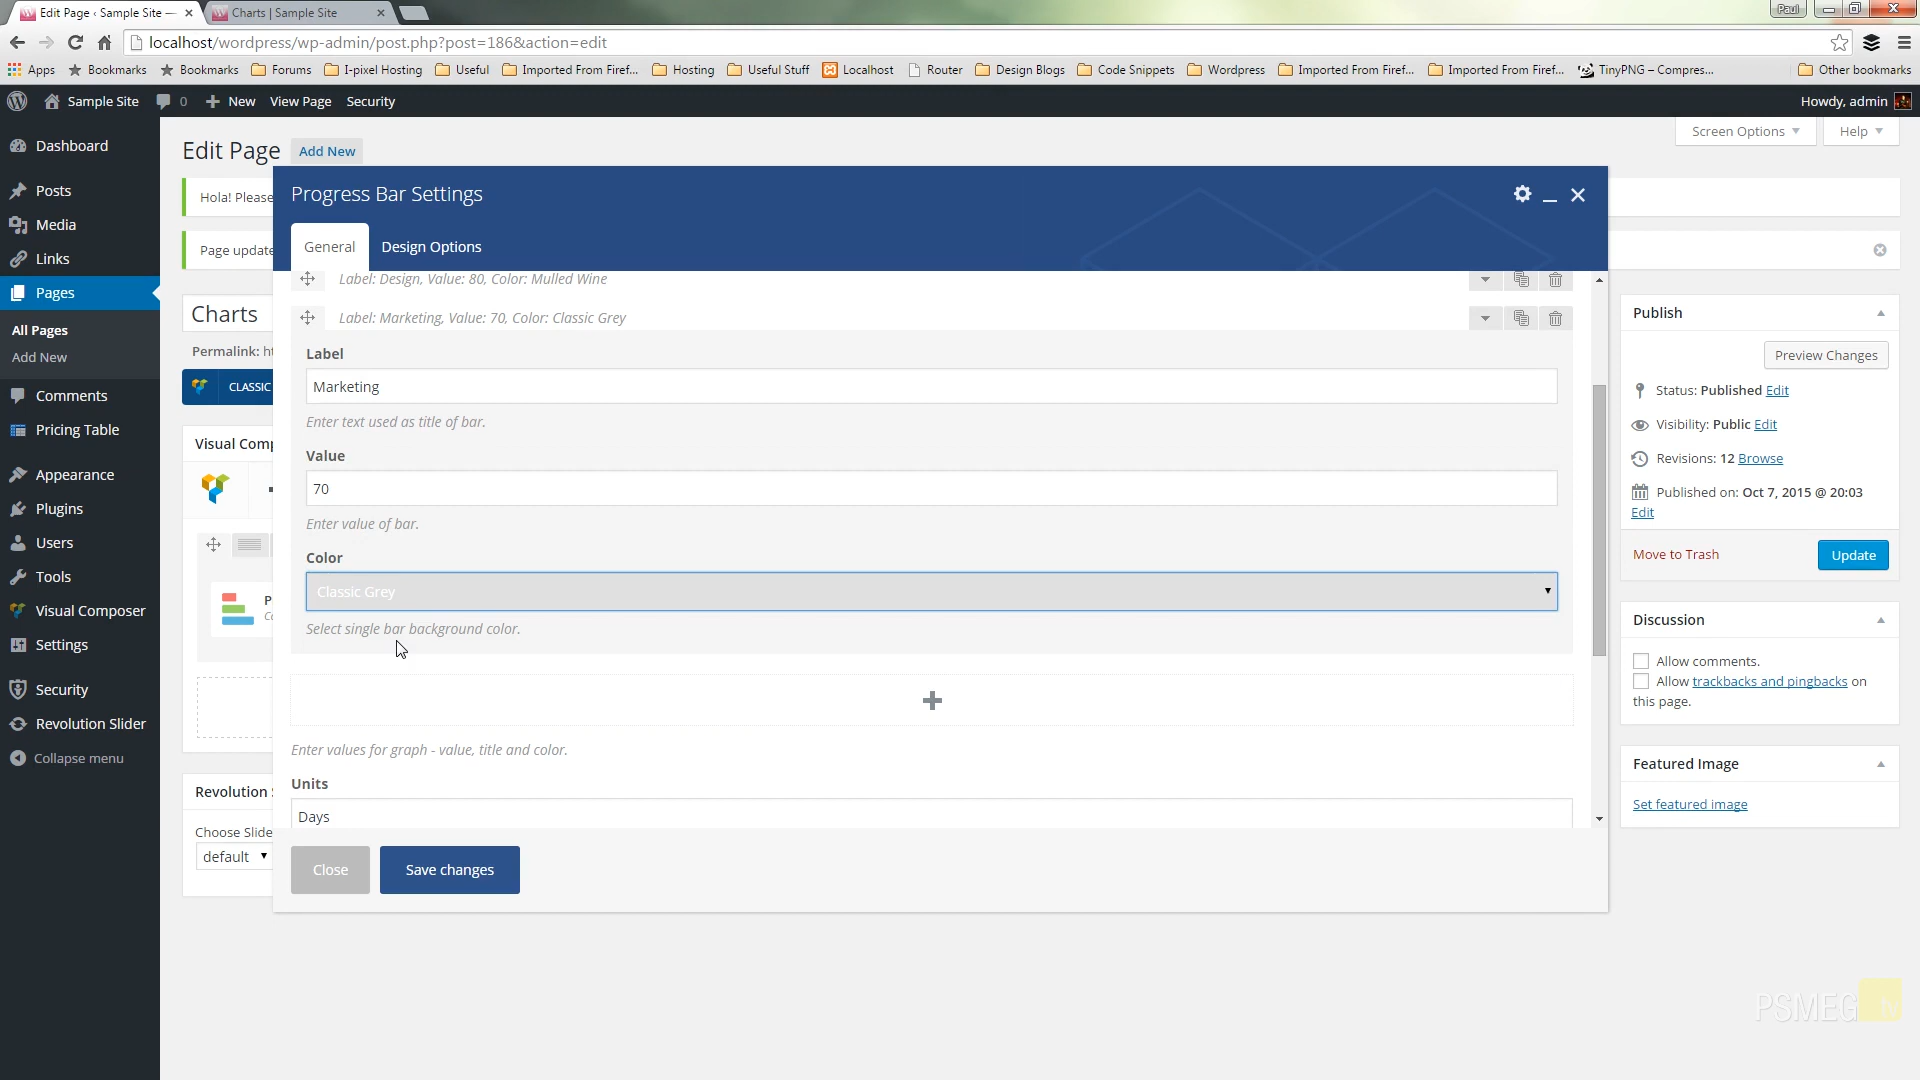 Edit Page ‹ Sample Site —
Charts | Sample Site
Paul
localhost/wordpress/wp-admin/post.php?post=186&action=edit
Apps
Bookmarks
Bookmarks
Forums
I-pixel Hosting
Useful
Imported From Firef...
Hosting
Useful Stuff
Localhost
Router
Design Blogs
Code Snippets
Wordpress
Imported From Firef...
Imported From Firef...
TinyPNG – Compres...
Other bookmarks
Sample Site
0
New
View Page
Security
Howdy, admin
Dashboard
Posts
Media
Links
Pages
All Pages
Add New
Comments
Pricing Table
Appearance
Plugins
Users
Tools
Visual Composer
Settings
Security
Revolution Slider
Collapse menu
Screen Options
Help
Edit Page
Add New
Hola! Please
Page update
Charts
Permalink:
CLASSIC
Visual Comp
Revolution
Choose Slide
default
Progress Bar Settings
General
Design Options
Label: Design, Value: 80, Color: Mulled Wine
Label: Marketing, Value: 70, Color: Classic Grey
Label
Marketing
Enter text used as title of bar.
Value
70
Enter value of bar.
Color
Classic Grey
Select single bar background color.
Enter values for graph - value, title and color.
Units
Days
Close
Save changes
Publish
Preview Changes
Status: Published Edit
Visibility: Public Edit
Revisions: 12 Browse
Published on: Oct 7, 2015 @ 20:03
Edit
Move to Trash
Update
Discussion
Allow comments.
Allow trackbacks and pingbacks on
this page.
Featured Image
Set featured image
PSMEG tv